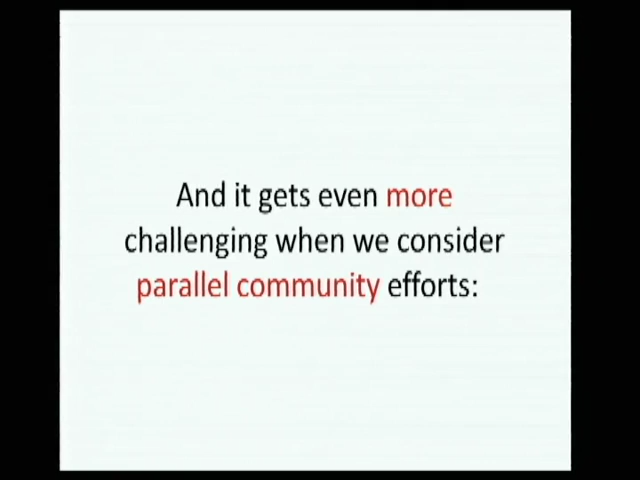 And it gets even more
challenging when we consider
parallel community efforts: